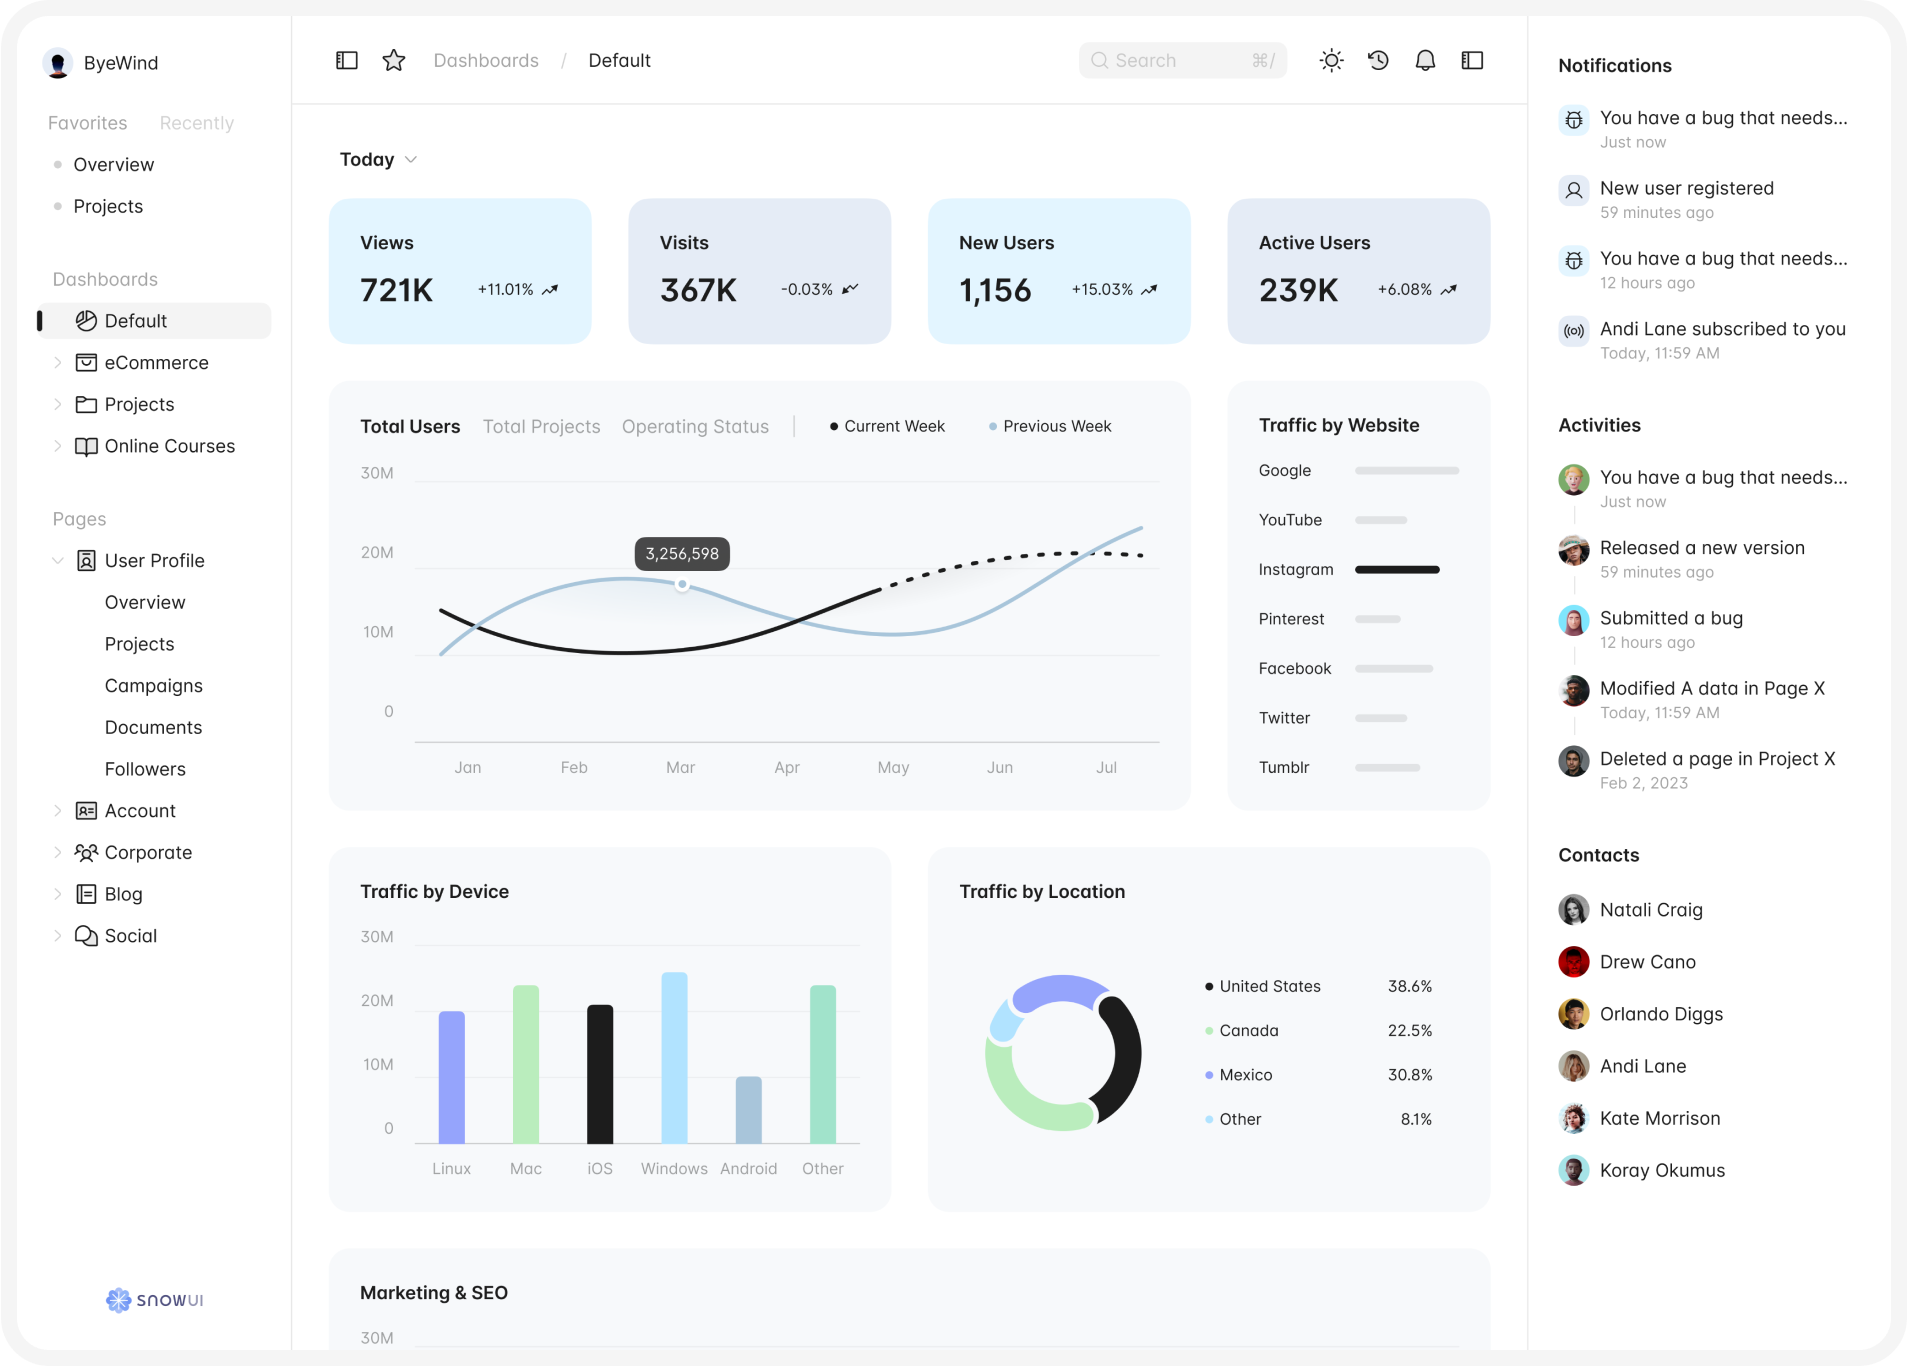 ByeWind
Favorites Recently
Overview
Projects
Dashboards
Default
eCommerce
Projects
Online Courses
Pages
User Profile
Overview
Projects
Campaigns
Documents
Followers
Account
Corporate
Blog
Social
SNOWUI
Dashboards / Default
Search ⌘/
Today
Views
721K +11.01%
Visits
367K -0.03%
New Users
1,156 +15.03%
Active Users
239K +6.08%
Total Users Total Projects Operating Status Current Week Previous Week
30M
20M
10M
0
3,256,598
Jan Feb Mar Apr May Jun Jul
Traffic by Website
Google
YouTube
Instagram
Pinterest
Facebook
Twitter
Tumblr
Traffic by Device
30M
20M
10M
0
Linux Mac iOS Windows Android Other
Traffic by Location
United States 38.6%
Canada 22.5%
Mexico 30.8%
Other 8.1%
Marketing & SEO
30M
Notifications
You have a bug that needs...
Just now
New user registered
59 minutes ago
You have a bug that needs...
12 hours ago
Andi Lane subscribed to you
Today, 11:59 AM
Activities
You have a bug that needs...
Just now
Released a new version
59 minutes ago
Submitted a bug
12 hours ago
Modified A data in Page X
Today, 11:59 AM
Deleted a page in Project X
Feb 2, 2023
Contacts
Natali Craig
Drew Cano
Orlando Diggs
Andi Lane
Kate Morrison
Koray Okumus